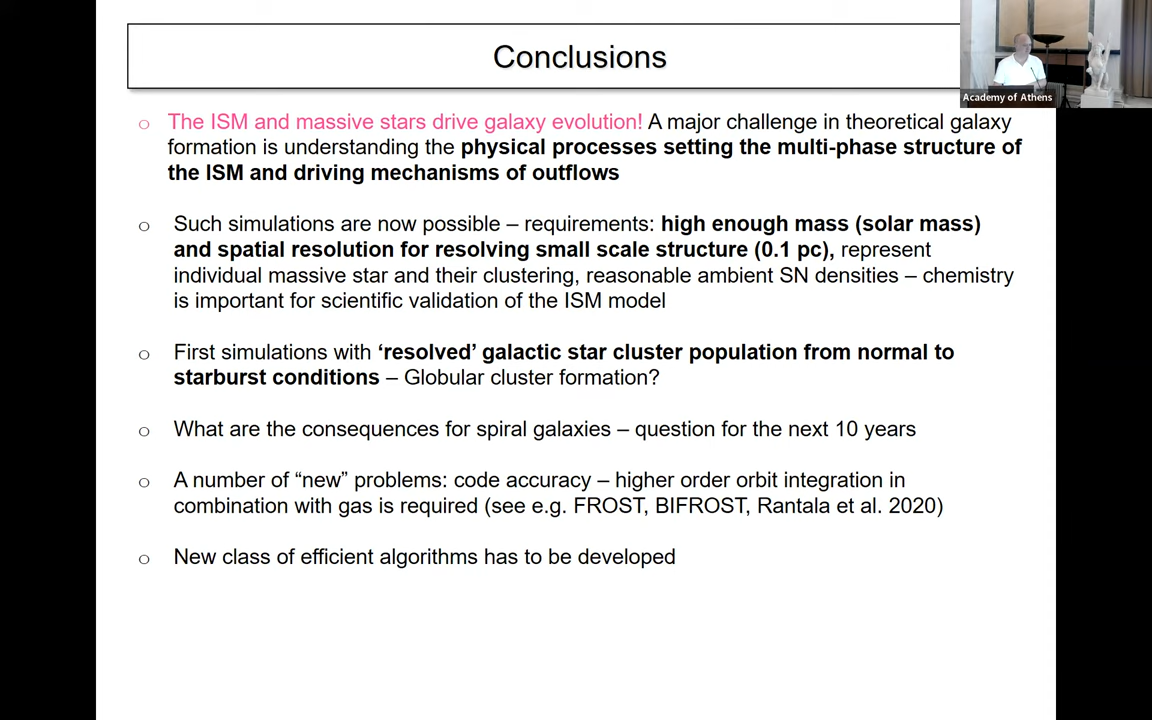 Conclusions
Academy of Athens
○ The ISM and massive stars drive galaxy evolution! A major challenge in theoretical galaxy
formation is understanding the physical processes setting the multi-phase structure of
the ISM and driving mechanisms of outflows
○ Such simulations are now possible – requirements: high enough mass (solar mass)
and spatial resolution for resolving small scale structure (0.1 pc), represent
individual massive star and their clustering, reasonable ambient SN densities – chemistry
is important for scientific validation of the ISM model
○ First simulations with ‘resolved’ galactic star cluster population from normal to
starburst conditions – Globular cluster formation?
○ What are the consequences for spiral galaxies – question for the next 10 years
○ A number of “new” problems: code accuracy – higher order orbit integration in
combination with gas is required (see e.g. FROST, BIFROST, Rantala et al. 2020)
○ New class of efficient algorithms has to be developed